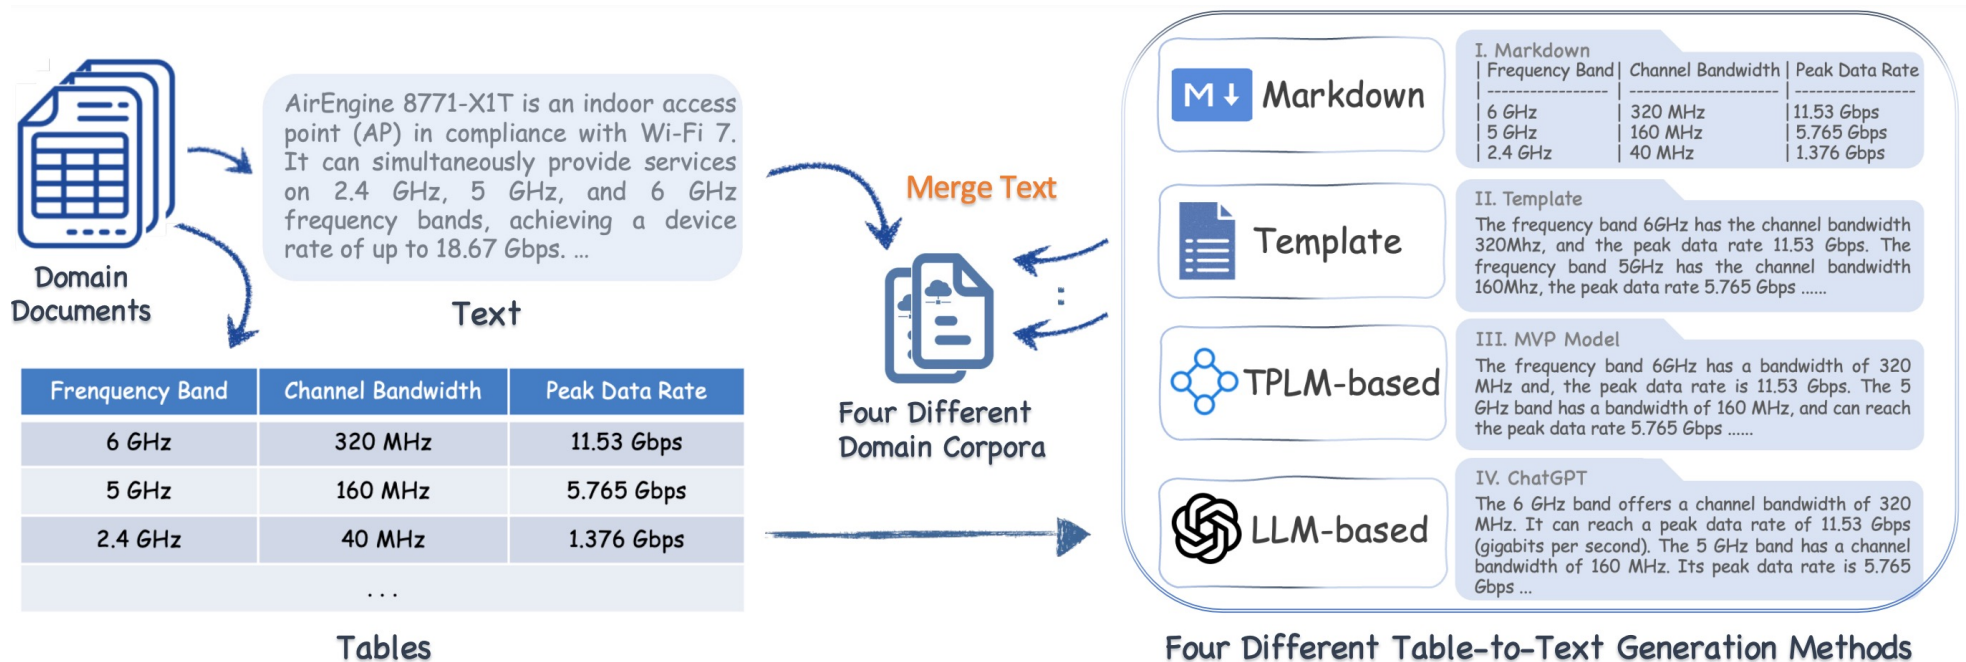 Domain
Documents
AirEngine 8771-X1T is an indoor access
point (AP) in compliance with Wi-Fi 7.
It can simultaneously provide services
on 2.4 GHz, 5 GHz, and 6 GHz
frequency bands, achieving a device
rate of up to 18.67 Gbps. ...
Text
Frenquency Band | Channel Bandwidth | Peak Data Rate
6 GHz | 320 MHz | 11.53 Gbps
5 GHz | 160 MHz | 5.765 Gbps
2.4 GHz | 40 MHz | 1.376 Gbps
...
Tables
Merge Text
Four Different
Domain Corpora
M Markdown
I. Markdown
| Frequency Band | Channel Bandwidth | Peak Data Rate
| ----------------- | --------------------- | -----------------
| 6 GHz | 320 MHz | 11.53 Gbps
| 5 GHz | 160 MHz | 5.765 Gbps
| 2.4 GHz | 40 MHz | 1.376 Gbps
Template
II. Template
The frequency band 6GHz has the channel bandwidth
320Mhz, and the peak data rate 11.53 Gbps. The
frequency band 5GHz has the channel bandwidth
160MHz, the peak data rate 5.765 Gbps ......
TPLM-based
III. MVP Model
The frequency band 6GHz has a bandwidth of 320
MHz and, the peak data rate is 11.53 Gbps. The 5
GHz band has a bandwidth of 160 MHz, and can reach
the peak data rate 5.765 Gbps ......
LLM-based
IV. ChatGPT
The 6 GHz band offers a channel bandwidth of 320
MHz. It can reach a peak data rate of 11.53 Gbps
(gigabits per second). The 5 GHz band has a channel
bandwidth of 160 MHz. Its peak data rate is 5.765
Gbps ...
Four Different Table-to-Text Generation Methods